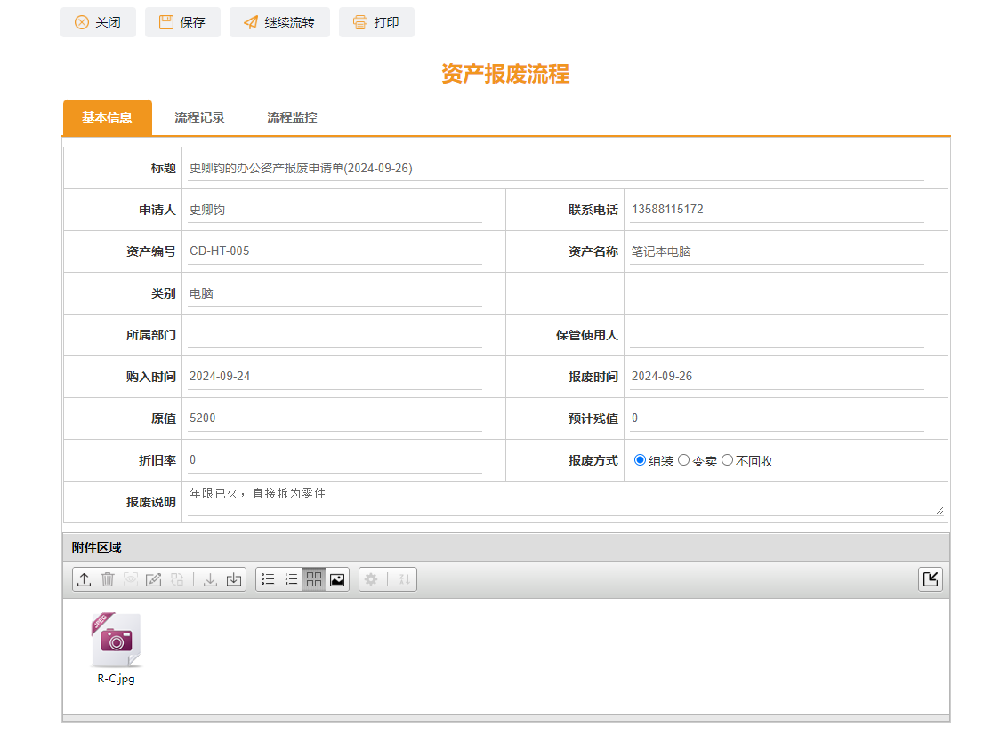 关闭 保存 继续流转 打印
资产报废流程
基本信息 流程记录 流程监控
标题 史卿钧的办公资产报废申请单(2024-09-26)
申请人 史卿钧 联系电话 13588115172
资产编号 CD-HT-005 资产名称 笔记本电脑
类别 电脑
所属部门 保管使用人
购入时间 2024-09-24 报废时间 2024-09-26
原值 5200 预计残值 0
折旧率 0 报废方式 组装 变卖 不回收
报废说明 年限已久，直接拆为零件
附件区域
JPEG
R-C.jpg